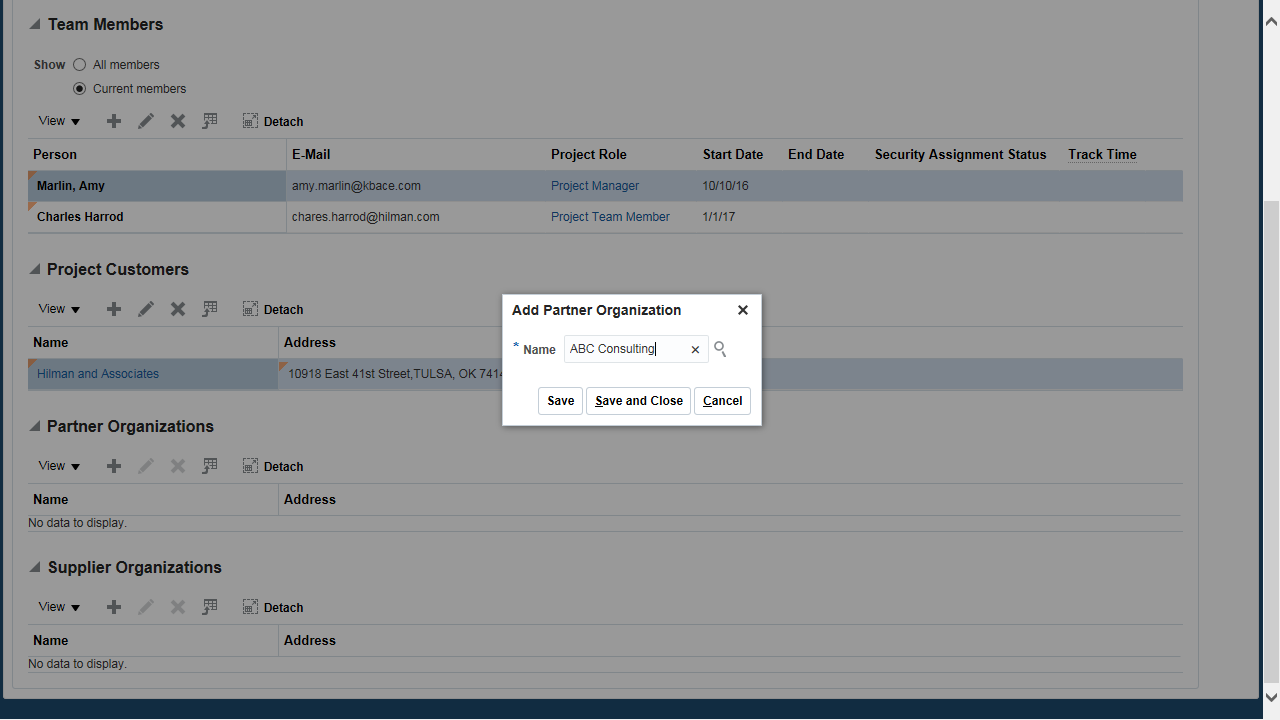 Team Members
Show All members
Current members
View Detach
Person E-Mail Project Role Start Date End Date Security Assignment Status Track Time
Marlin, Amy amy.marlin@kbace.com Project Manager 10/10/16
Charles Harrod chares.harrod@hilman.com Project Team Member 1/1/17
Project Customers
View Detach
Name Address
Hilman and Associates 10918 East 41st Street,TULSA, OK 741
Add Partner Organization
* Name ABC Consulting
Save Save and Close Cancel
Partner Organizations
View Detach
Name Address
No data to display.
Supplier Organizations
View Detach
Name Address
No data to display.